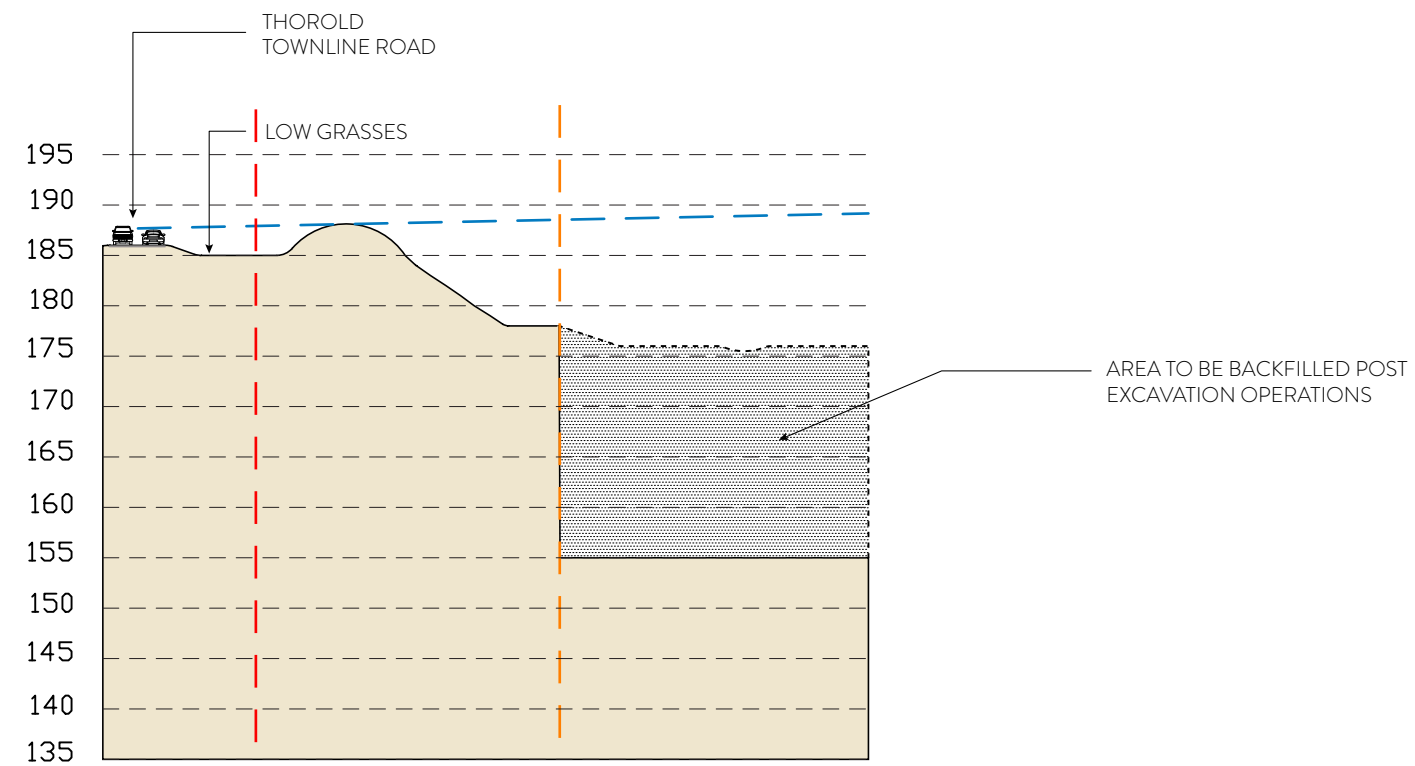 THOROLD
TOWNLINE ROAD
LOW GRASSES
195
190
185
180
175
170
165
160
155
150
145
140
135
AREA TO BE BACKFILLED POST
EXCAVATION OPERATIONS